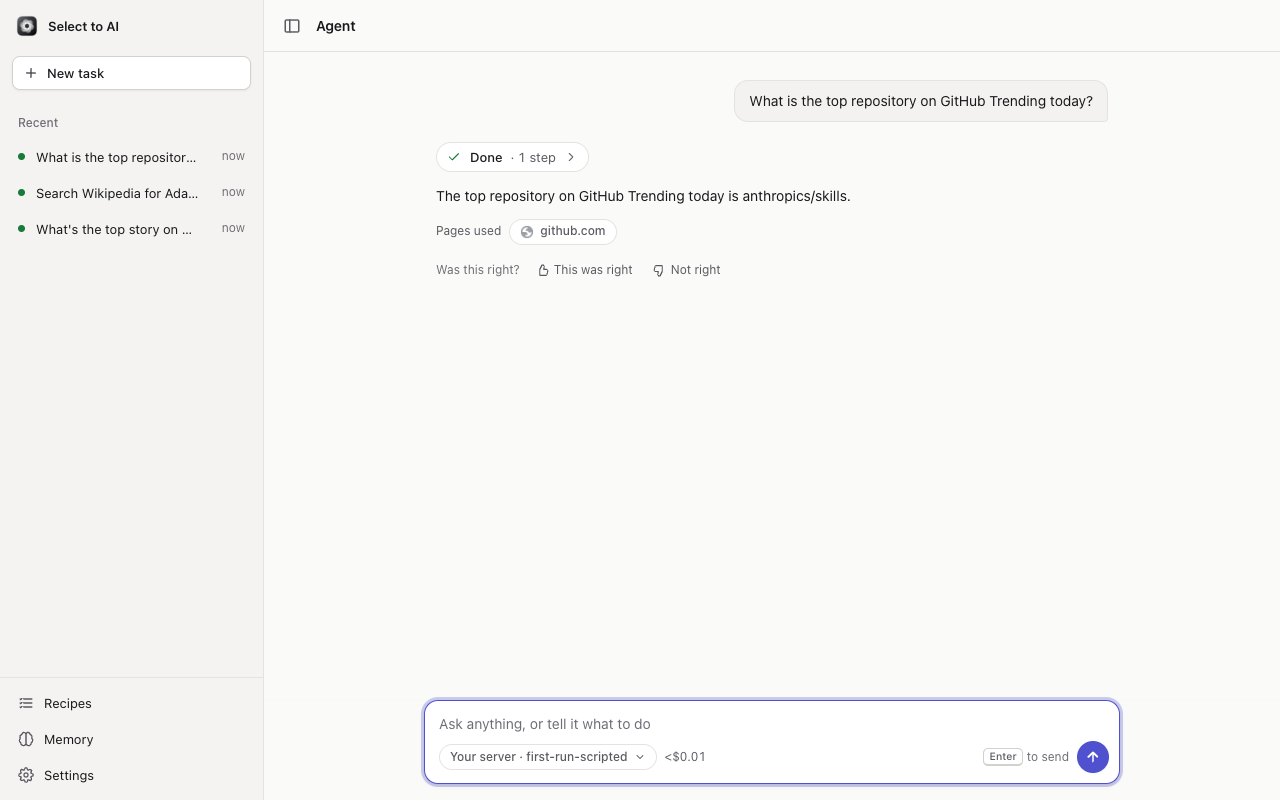 Select to AI
New task
Recent
What is the top repositor... now
Search Wikipedia for Ada... now
What's the top story on ... now
Recipes
Memory
Settings
Agent
What is the top repository on GitHub Trending today?
Done · 1 step
The top repository on GitHub Trending today is anthropics/skills.
Pages used github.com
Was this right? This was right Not right
Ask anything, or tell it what to do
Your server · first-run-scripted <$0.01 Enter to send